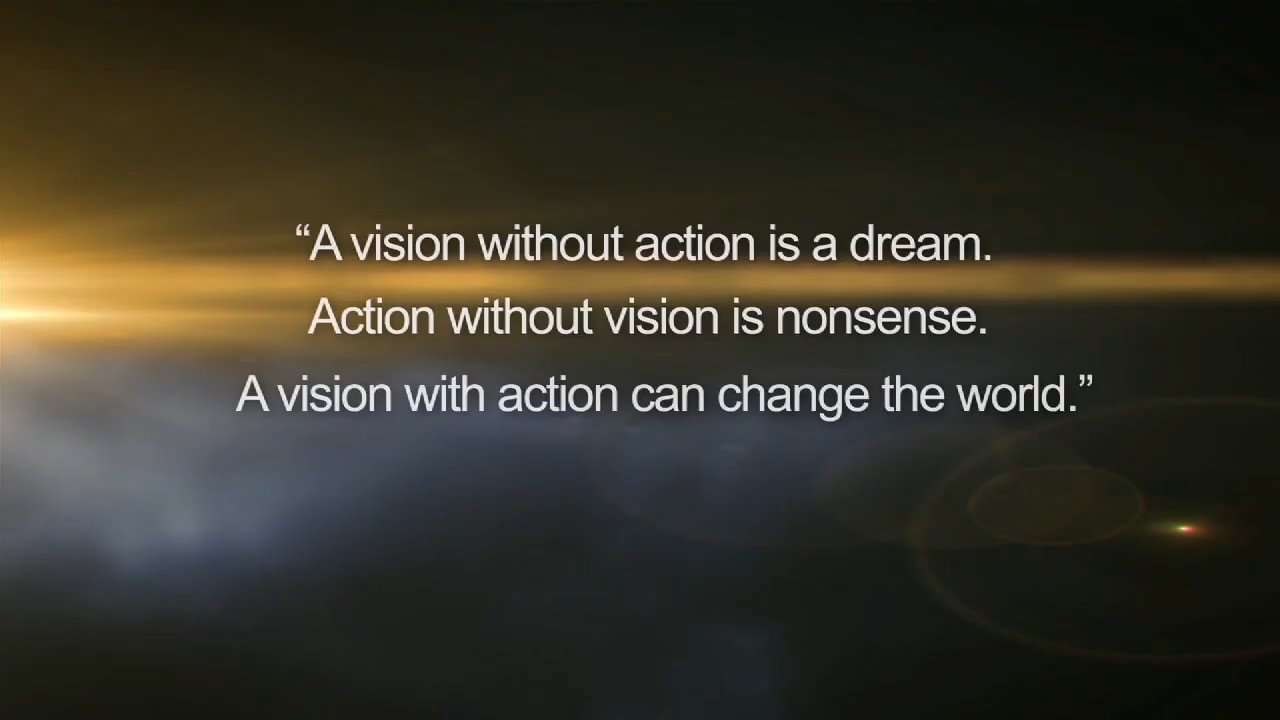 “A vision without action is a dream.
Action without vision is nonsense.
A vision with action can change the world.”